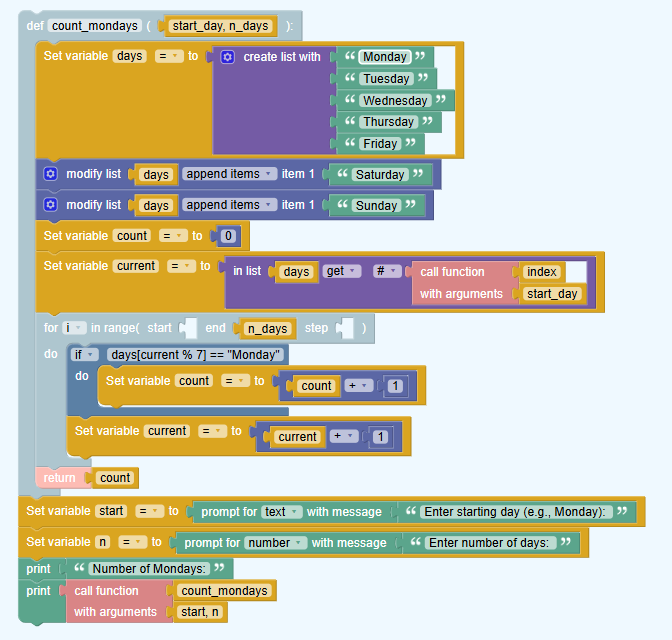 def count_mondays ( start_day, n_days ):
Set variable days = to create list with “ Monday ”
“ Tuesday ”
“ Wednesday ”
“ Thursday ”
“ Friday ”
modify list days append items item 1 “ Saturday ”
modify list days append items item 1 “ Sunday ”
Set variable count = to 0
Set variable current = to in list days get # call function index
with arguments start_day
for i in range( start end n_days step )
do if days[current % 7] == "Monday"
do Set variable count = to count + 1
Set variable current = to current + 1
return count
Set variable start = to prompt for text with message “ Enter starting day (e.g., Monday): ”
Set variable n = to prompt for number with message “ Enter number of days: ”
print “ Number of Mondays: ”
print call function count_mondays
with arguments start, n